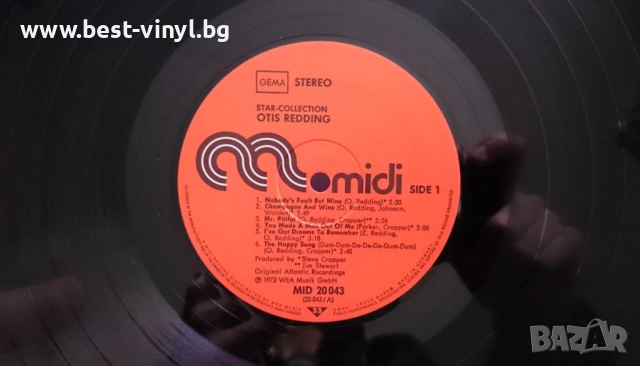 www.best-vinyl.bg
GEMA STEREO
STAR-COLLECTION
OTIS REDDING
midi SIDE 1
1. Nobody's Fault But Mine (O. Redding)* 2:20
2. Champagne And Wine (O. Redding, Johnson,
Walden)* 2:49
3. Mr. Pitiful (O. Redding, Cropper)** 2:26
4. You Made A Man Out Of Me (Parker, Cropper)* 2:06
5. I've Got Dreams To Remember (Z. Redding,
O. Redding)* 3:10
6. The Happy Song (Dum-Dum-De-De-De-Dum-Dum)
(O. Redding, Cropper)* 2:40
Produced by *Steve Cropper
**Jim Stewart
Original Atlantic Recordings
℗ 1973 WEA Musik GmbH
MID 20 043
(20 043/A)
33
BAZAR